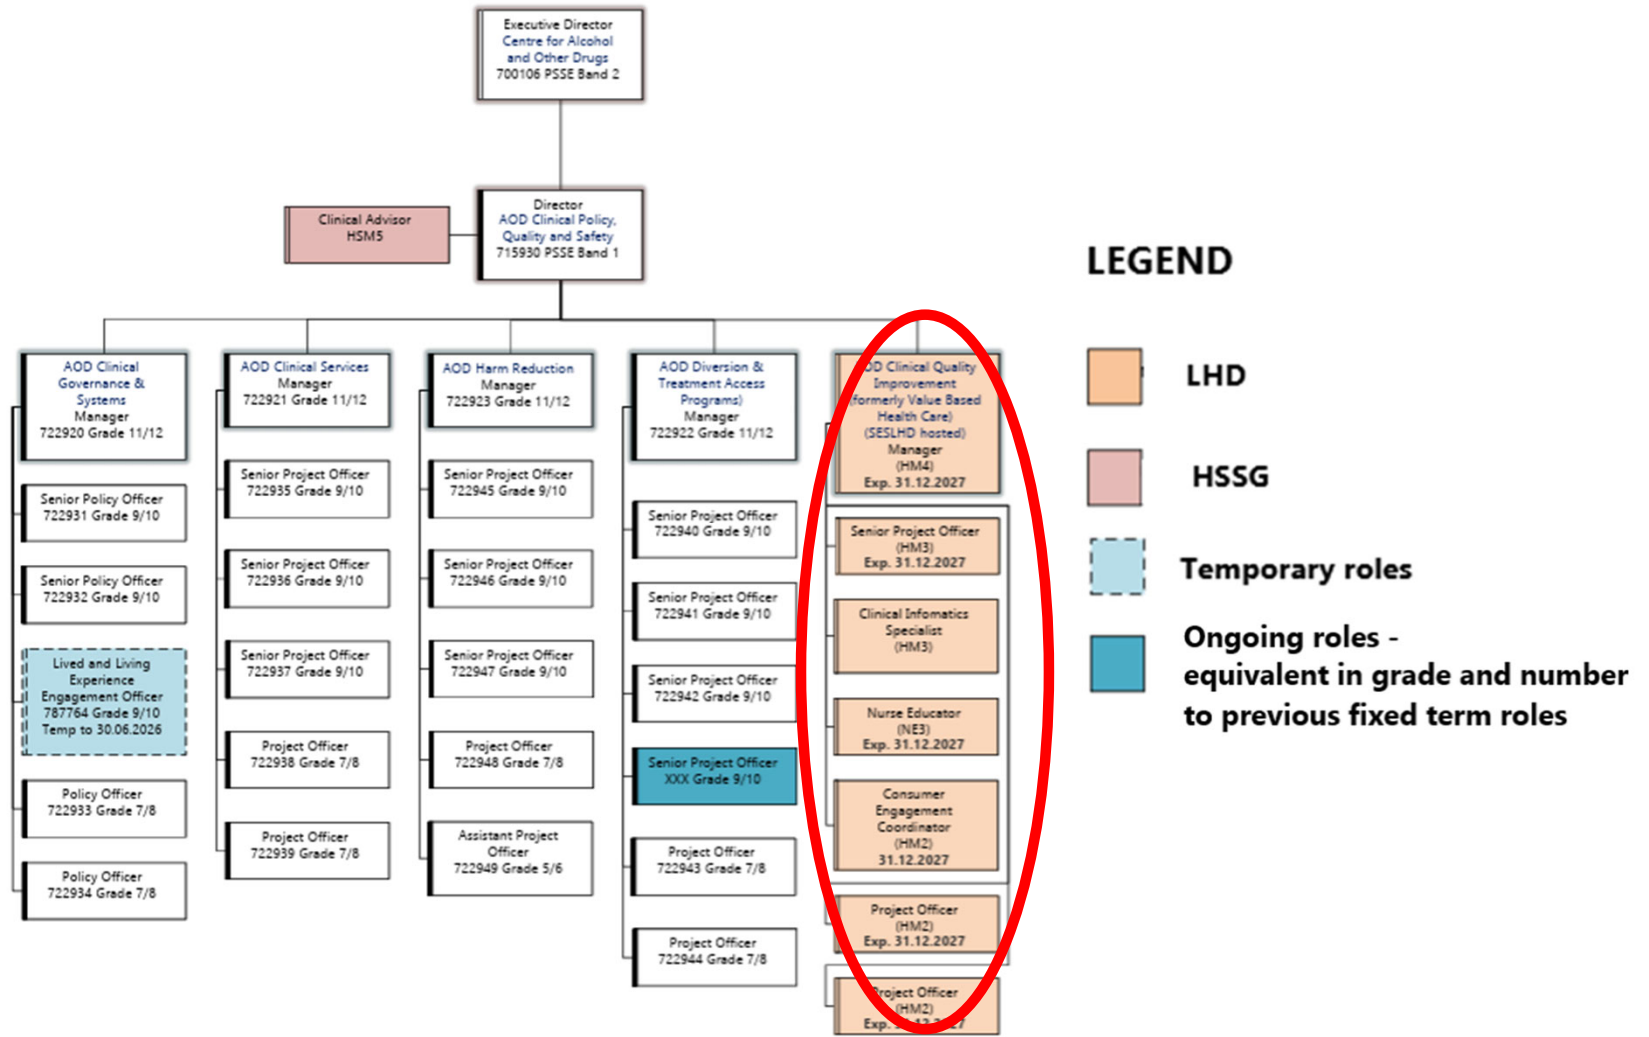 Executive Director
Centre for Alcohol
and Other Drugs
700106 PSSE Band 2
Clinical Advisor
HSM5
Director
AOD Clinical Policy,
Quality and Safety
715930 PSSE Band 1
AOD Clinical
Governance &
Systems
Manager
722920 Grade 11/12
Senior Policy Officer
722931 Grade 9/10
Senior Policy Officer
722932 Grade 9/10
Lived and Living
Experience
Engagement Officer
787764 Grade 9/10
Temp to 30.06.2026
Policy Officer
722933 Grade 7/8
Policy Officer
722934 Grade 7/8
AOD Clinical Services
Manager
722921 Grade 11/12
Senior Project Officer
722935 Grade 9/10
Senior Project Officer
722936 Grade 9/10
Senior Project Officer
722937 Grade 9/10
Project Officer
722938 Grade 7/8
Project Officer
722939 Grade 7/8
AOD Harm Reduction
Manager
722923 Grade 11/12
Senior Project Officer
722945 Grade 9/10
Senior Project Officer
722946 Grade 9/10
Senior Project Officer
722947 Grade 9/10
Project Officer
722948 Grade 7/8
Assistant Project
Officer
722949 Grade 5/6
AOD Diversion &
Treatment Access
Programs)
Manager
722922 Grade 11/12
Senior Project Officer
722940 Grade 9/10
Senior Project Officer
722941 Grade 9/10
Senior Project Officer
722942 Grade 9/10
Senior Project Officer
XXX Grade 9/10
Project Officer
722943 Grade 7/8
Project Officer
722944 Grade 7/8
OD Clinical Quality
Improvement
(formerly Value Based
Health Care)
(SESLHD hosted)
Manager
(HM4)
Exp. 31.12.2027
Senior Project Officer
(HM3)
Exp. 31.12.2027
Clinical Infomatics
Specialist
(HM3)
Nurse Educator
(NE3)
Exp. 31.12.2027
Consumer
Engagement
Coordinator
(HM2)
31.12.2027
Project Officer
(HM2)
Exp. 31.12.2027
Project Officer
(HM2)
Exp.
LEGEND
LHD
HSSG
Temporary roles
Ongoing roles -
equivalent in grade and number
to previous fixed term roles